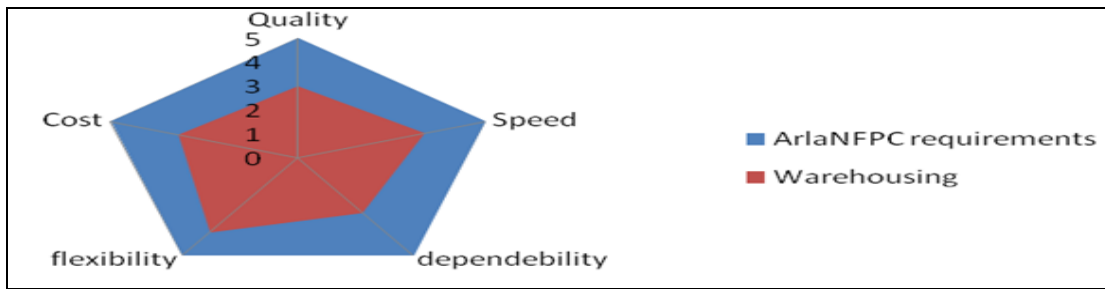 Quality
5
4
3
2
1
0
Cost
Speed
flexibility
dependebility
ArlaNFPC requirements
Warehousing